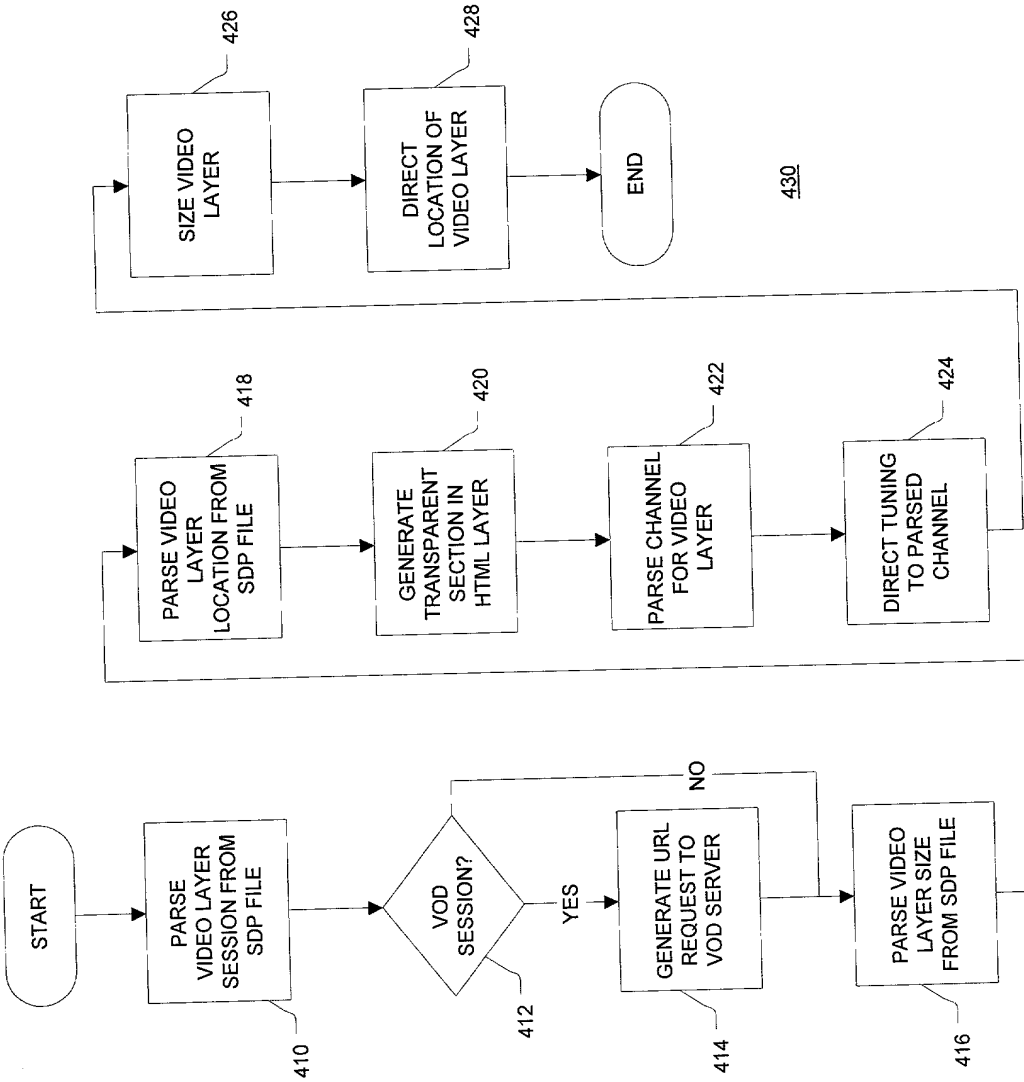 START
PARSE
VIDEO LAYER
SESSION FROM
SDP FILE
410
VOD
SESSION?
412
YES
NO
GENERATE URL
REQUEST TO
VOD SERVER
414
PARSE VIDEO
LAYER SIZE
FROM SDP FILE
416
PARSE VIDEO
LAYER
LOCATION FROM
SDP FILE
418
GENERATE
TRANSPARENT
SECTION IN
HTML LAYER
420
PARSE CHANNEL
FOR VIDEO
LAYER
422
DIRECT TUNING
TO PARSED
CHANNEL
424
SIZE VIDEO
LAYER
426
DIRECT
LOCATION OF
VIDEO LAYER
428
END
430